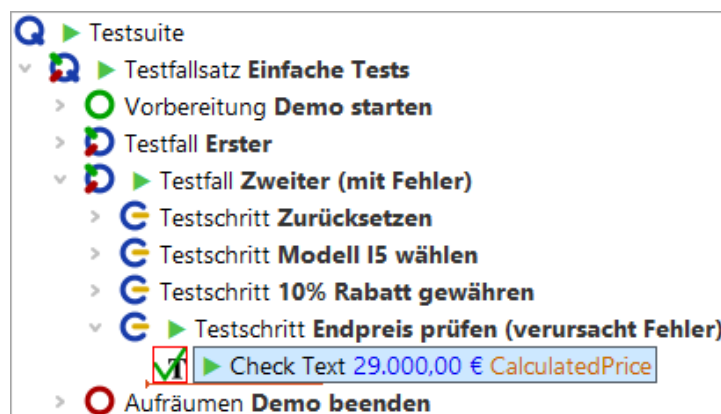 Testsuite
Testfallsatz Einfache Tests
Vorbereitung Demo starten
Testfall Erster
Testfall Zweiter (mit Fehler)
Testschritt Zurücksetzen
Testschritt Modell I5 wählen
Testschritt 10% Rabatt gewähren
Testschritt Endpreis prüfen (verursacht Fehler)
Check Text 29.000,00 € CalculatedPrice
Aufräumen Demo beenden